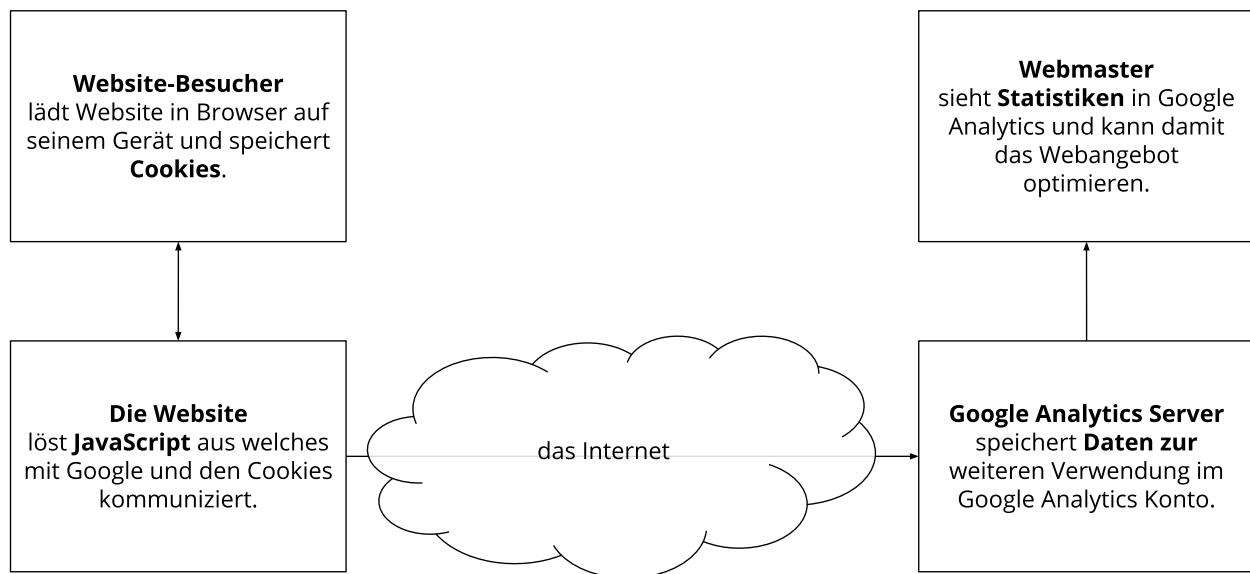 Website-Besucher
lädt Website in Browser auf
seinem Gerät und speichert
Cookies.
Webmaster
sieht Statistiken in Google
Analytics und kann damit
das Webangebot
optimieren.
Die Website
löst JavaScript aus welches
mit Google und den Cookies
kommuniziert.
das Internet
Google Analytics Server
speichert Daten zur
weiteren Verwendung im
Google Analytics Konto.